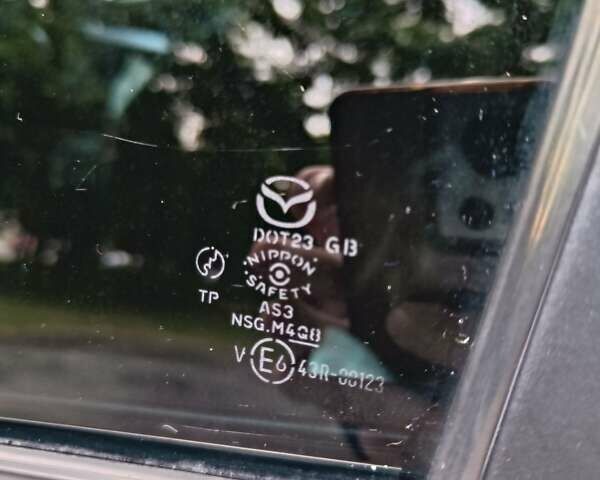 DOT23 GB
NIPPON
SAFETY
TP
AS3
NSG.M4Q8
V E6 43R-00123